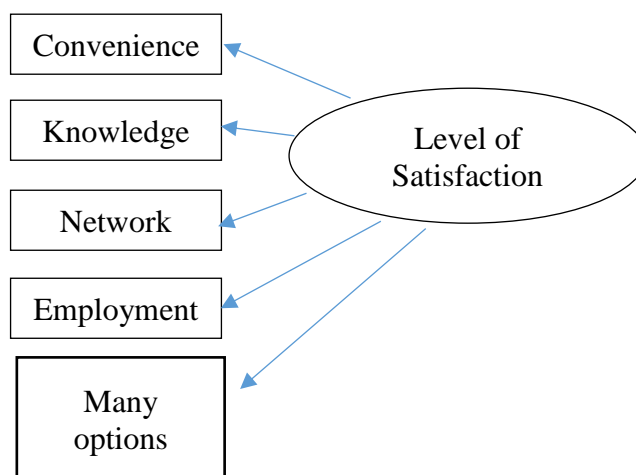 Convenience
Knowledge
Level of
Satisfaction
Network
Employment
Many
options